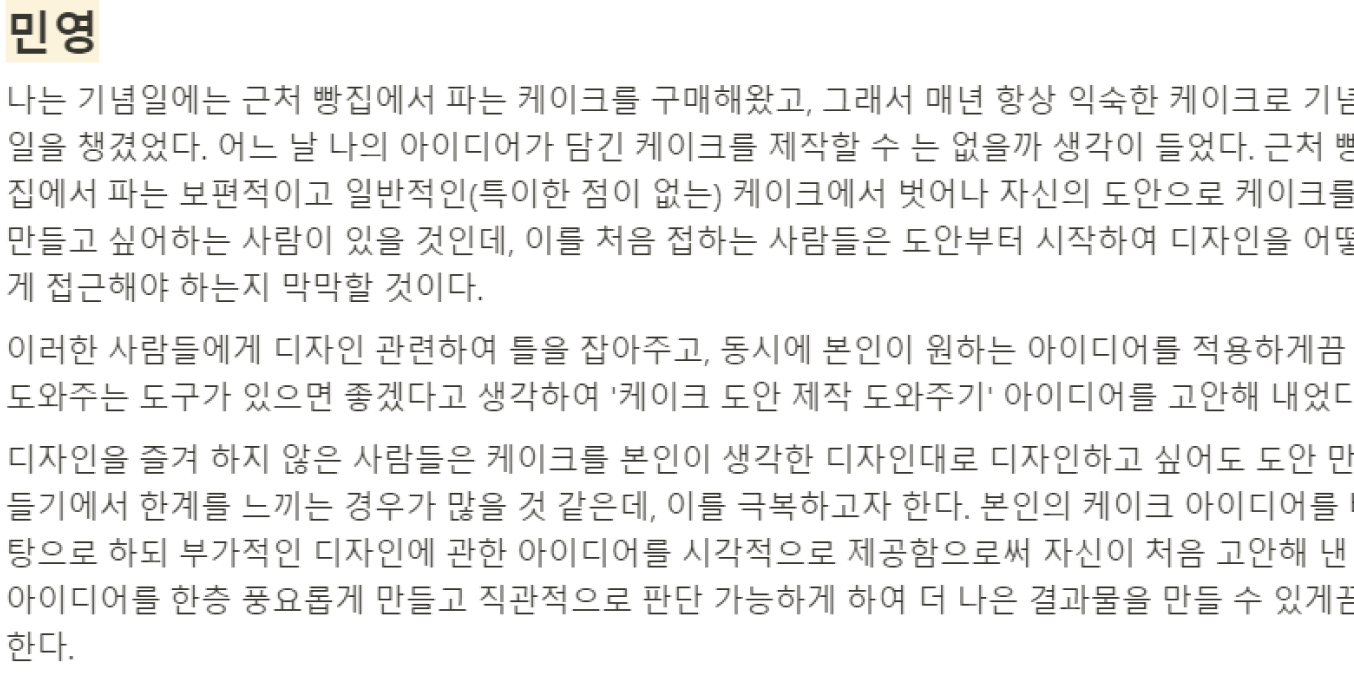 민영
나는 기념일에는 근처 빵집에서 파는 케이크를 구매해왔고, 그래서 매년 항상 익숙한 케이크로 기념
일을 챙겼었다. 어느 날 나의 아이디어가 담긴 케이크를 제작할 수 는 없을까 생각이 들었다. 근처 빵
집에서 파는 보편적이고 일반적인(특이한 점이 없는) 케이크에서 벗어나 자신의 도안으로 케이크를
만들고 싶어하는 사람이 있을 것인데, 이를 처음 접하는 사람들은 도안부터 시작하여 디자인을 어떻
게 접근해야 하는지 막막할 것이다.
이러한 사람들에게 디자인 관련하여 틀을 잡아주고, 동시에 본인이 원하는 아이디어를 적용하게끔
도와주는 도구가 있으면 좋겠다고 생각하여 '케이크 도안 제작 도와주기' 아이디어를 고안해 내었다
디자인을 즐겨 하지 않은 사람들은 케이크를 본인이 생각한 디자인대로 디자인하고 싶어도 도안 만
들기에서 한계를 느끼는 경우가 많을 것 같은데, 이를 극복하고자 한다. 본인의 케이크 아이디어를
탕으로 하되 부가적인 디자인에 관한 아이디어를 시각적으로 제공함으로써 자신이 처음 고안해 낸
아이디어를 한층 풍요롭게 만들고 직관적으로 판단 가능하게 하여 더 나은 결과물을 만들 수 있게끔
한다.